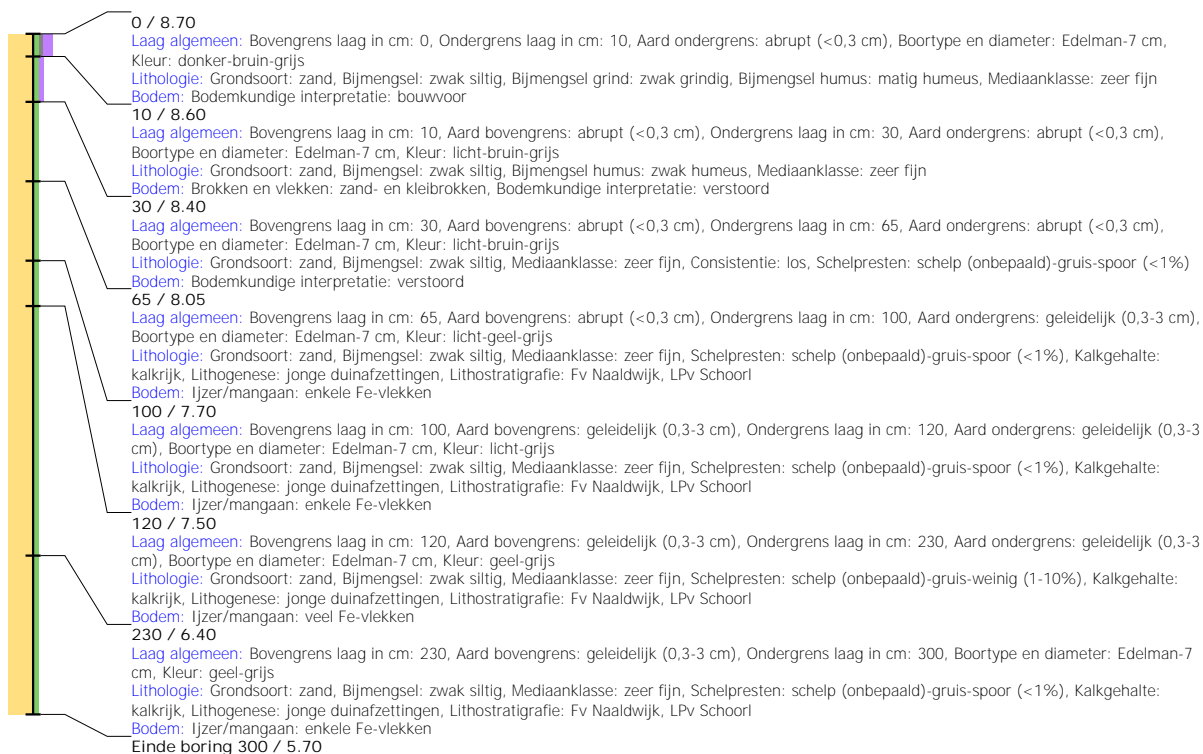 0 / 8.70
Laag algemeen: Bovengrens laag in cm: 0, Ondergrens laag in cm: 10, Aard ondergrens: abrupt (<0,3 cm), Boortype en diameter: Edelman-7 cm,
Kleur: donker-bruin-grijs
Lithologie: Grondsoort: zand, Bijmengsel: zwak siltig, Bijmengsel grind: zwak grindig, Bijmengsel humus: matig humeus, Mediaanklasse: zeer fijn
Bodem: Bodemkundige interpretatie: bouwvoor
10 / 8.60
Laag algemeen: Bovengrens laag in cm: 10, Aard bovengrens: abrupt (<0,3 cm), Ondergrens laag in cm: 30, Aard ondergrens: abrupt (<0,3 cm),
Boortype en diameter: Edelman-7 cm, Kleur: licht-bruin-grijs
Lithologie: Grondsoort: zand, Bijmengsel: zwak siltig, Bijmengsel humus: zwak humeus, Mediaanklasse: zeer fijn
Bodem: Brokken en vlekken: zand- en kleibrokken, Bodemkundige interpretatie: verstoord
30 / 8.40
Laag algemeen: Bovengrens laag in cm: 30, Aard bovengrens: abrupt (<0,3 cm), Ondergrens laag in cm: 65, Aard ondergrens: abrupt (<0,3 cm),
Boortype en diameter: Edelman-7 cm, Kleur: licht-bruin-grijs
Lithologie: Grondsoort: zand, Bijmengsel: zwak siltig, Mediaanklasse: zeer fijn, Consistentie: los, Schelpresten: schelp (onbepaald)-gruis-spoor (<1%)
Bodem: Bodemkundige interpretatie: verstoord
65 / 8.05
Laag algemeen: Bovengrens laag in cm: 65, Aard bovengrens: abrupt (<0,3 cm), Ondergrens laag in cm: 100, Aard ondergrens: geleidelijk (0,3-3 cm),
Boortype en diameter: Edelman-7 cm, Kleur: licht-geel-grijs
Lithologie: Grondsoort: zand, Bijmengsel: zwak siltig, Mediaanklasse: zeer fijn, Schelpresten: schelp (onbepaald)-gruis-spoor (<1%), Kalkgehalte:
kalkrijk, Lithogenese: jonge duinafzettingen, Lithostratigrafie: Fv Naaldwijk, LPv Schoorl
Bodem: Ijzer/mangaan: enkele Fe-vlekken
100 / 7.70
Laag algemeen: Bovengrens laag in cm: 100, Aard bovengrens: geleidelijk (0,3-3 cm), Ondergrens laag in cm: 120, Aard ondergrens: geleidelijk (0,3-3
cm), Boortype en diameter: Edelman-7 cm, Kleur: licht-grijs
Lithologie: Grondsoort: zand, Bijmengsel: zwak siltig, Mediaanklasse: zeer fijn, Schelpresten: schelp (onbepaald)-gruis-spoor (<1%), Kalkgehalte:
kalkrijk, Lithogenese: jonge duinafzettingen, Lithostratigrafie: Fv Naaldwijk, LPv Schoorl
Bodem: Ijzer/mangaan: enkele Fe-vlekken
120 / 7.50
Laag algemeen: Bovengrens laag in cm: 120, Aard bovengrens: geleidelijk (0,3-3 cm), Ondergrens laag in cm: 230, Aard ondergrens: geleidelijk (0,3-3
cm), Boortype en diameter: Edelman-7 cm, Kleur: geel-grijs
Lithologie: Grondsoort: zand, Bijmengsel: zwak siltig, Mediaanklasse: zeer fijn, Schelpresten: schelp (onbepaald)-gruis-weinig (1-10%), Kalkgehalte:
kalkrijk, Lithogenese: jonge duinafzettingen, Lithostratigrafie: Fv Naaldwijk, LPv Schoorl
Bodem: Ijzer/mangaan: veel Fe-vlekken
230 / 6.40
Laag algemeen: Bovengrens laag in cm: 230, Aard bovengrens: geleidelijk (0,3-3 cm), Ondergrens laag in cm: 300, Boortype en diameter: Edelman-7
cm, Kleur: geel-grijs
Lithologie: Grondsoort: zand, Bijmengsel: zwak siltig, Mediaanklasse: zeer fijn, Schelpresten: schelp (onbepaald)-gruis-spoor (<1%), Kalkgehalte:
kalkrijk, Lithogenese: jonge duinafzettingen, Lithostratigrafie: Fv Naaldwijk, LPv Schoorl
Bodem: Ijzer/mangaan: enkele Fe-vlekken
Einde boring 300 / 5.70